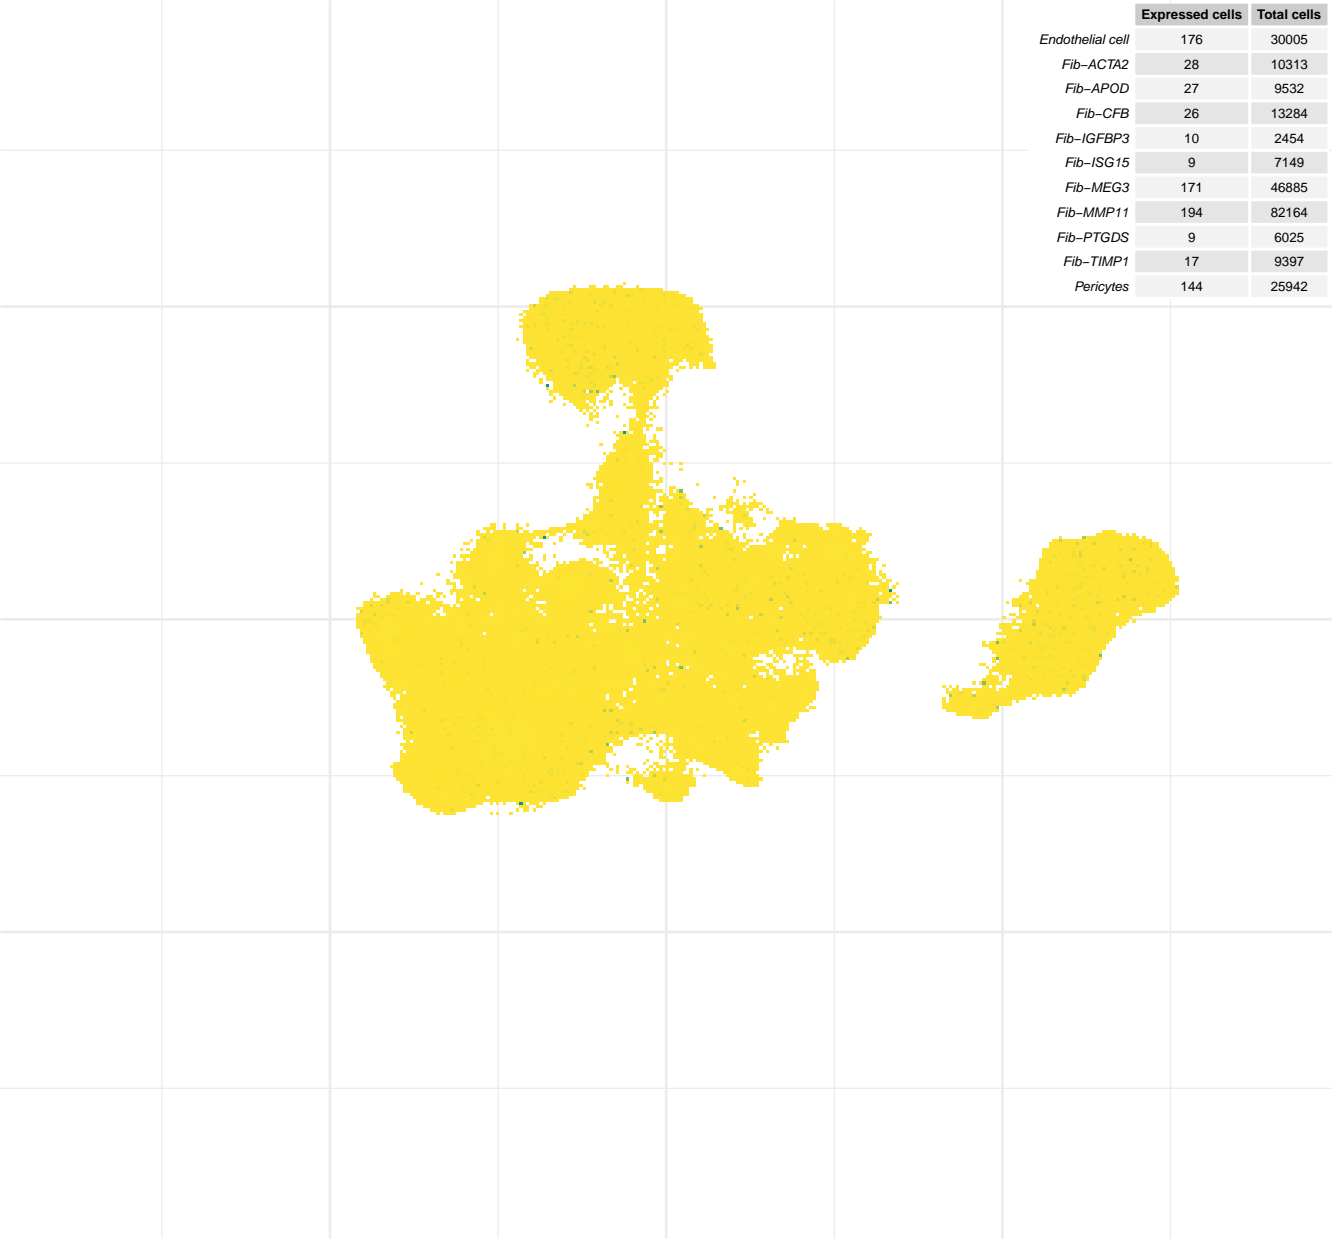 Expressed cells Total cells
Endothelial cell 176 30005
Fib−ACTA2 28 10313
Fib−APOD 27 9532
Fib−CFB 26 13284
Fib−IGFBP3 10 2454
Fib−ISG15 9 7149
Fib−MEG3 171 46885
Fib−MMP11 194 82164
Fib−PTGDS 9 6025
Fib−TIMP1 17 9397
Pericytes 144 25942